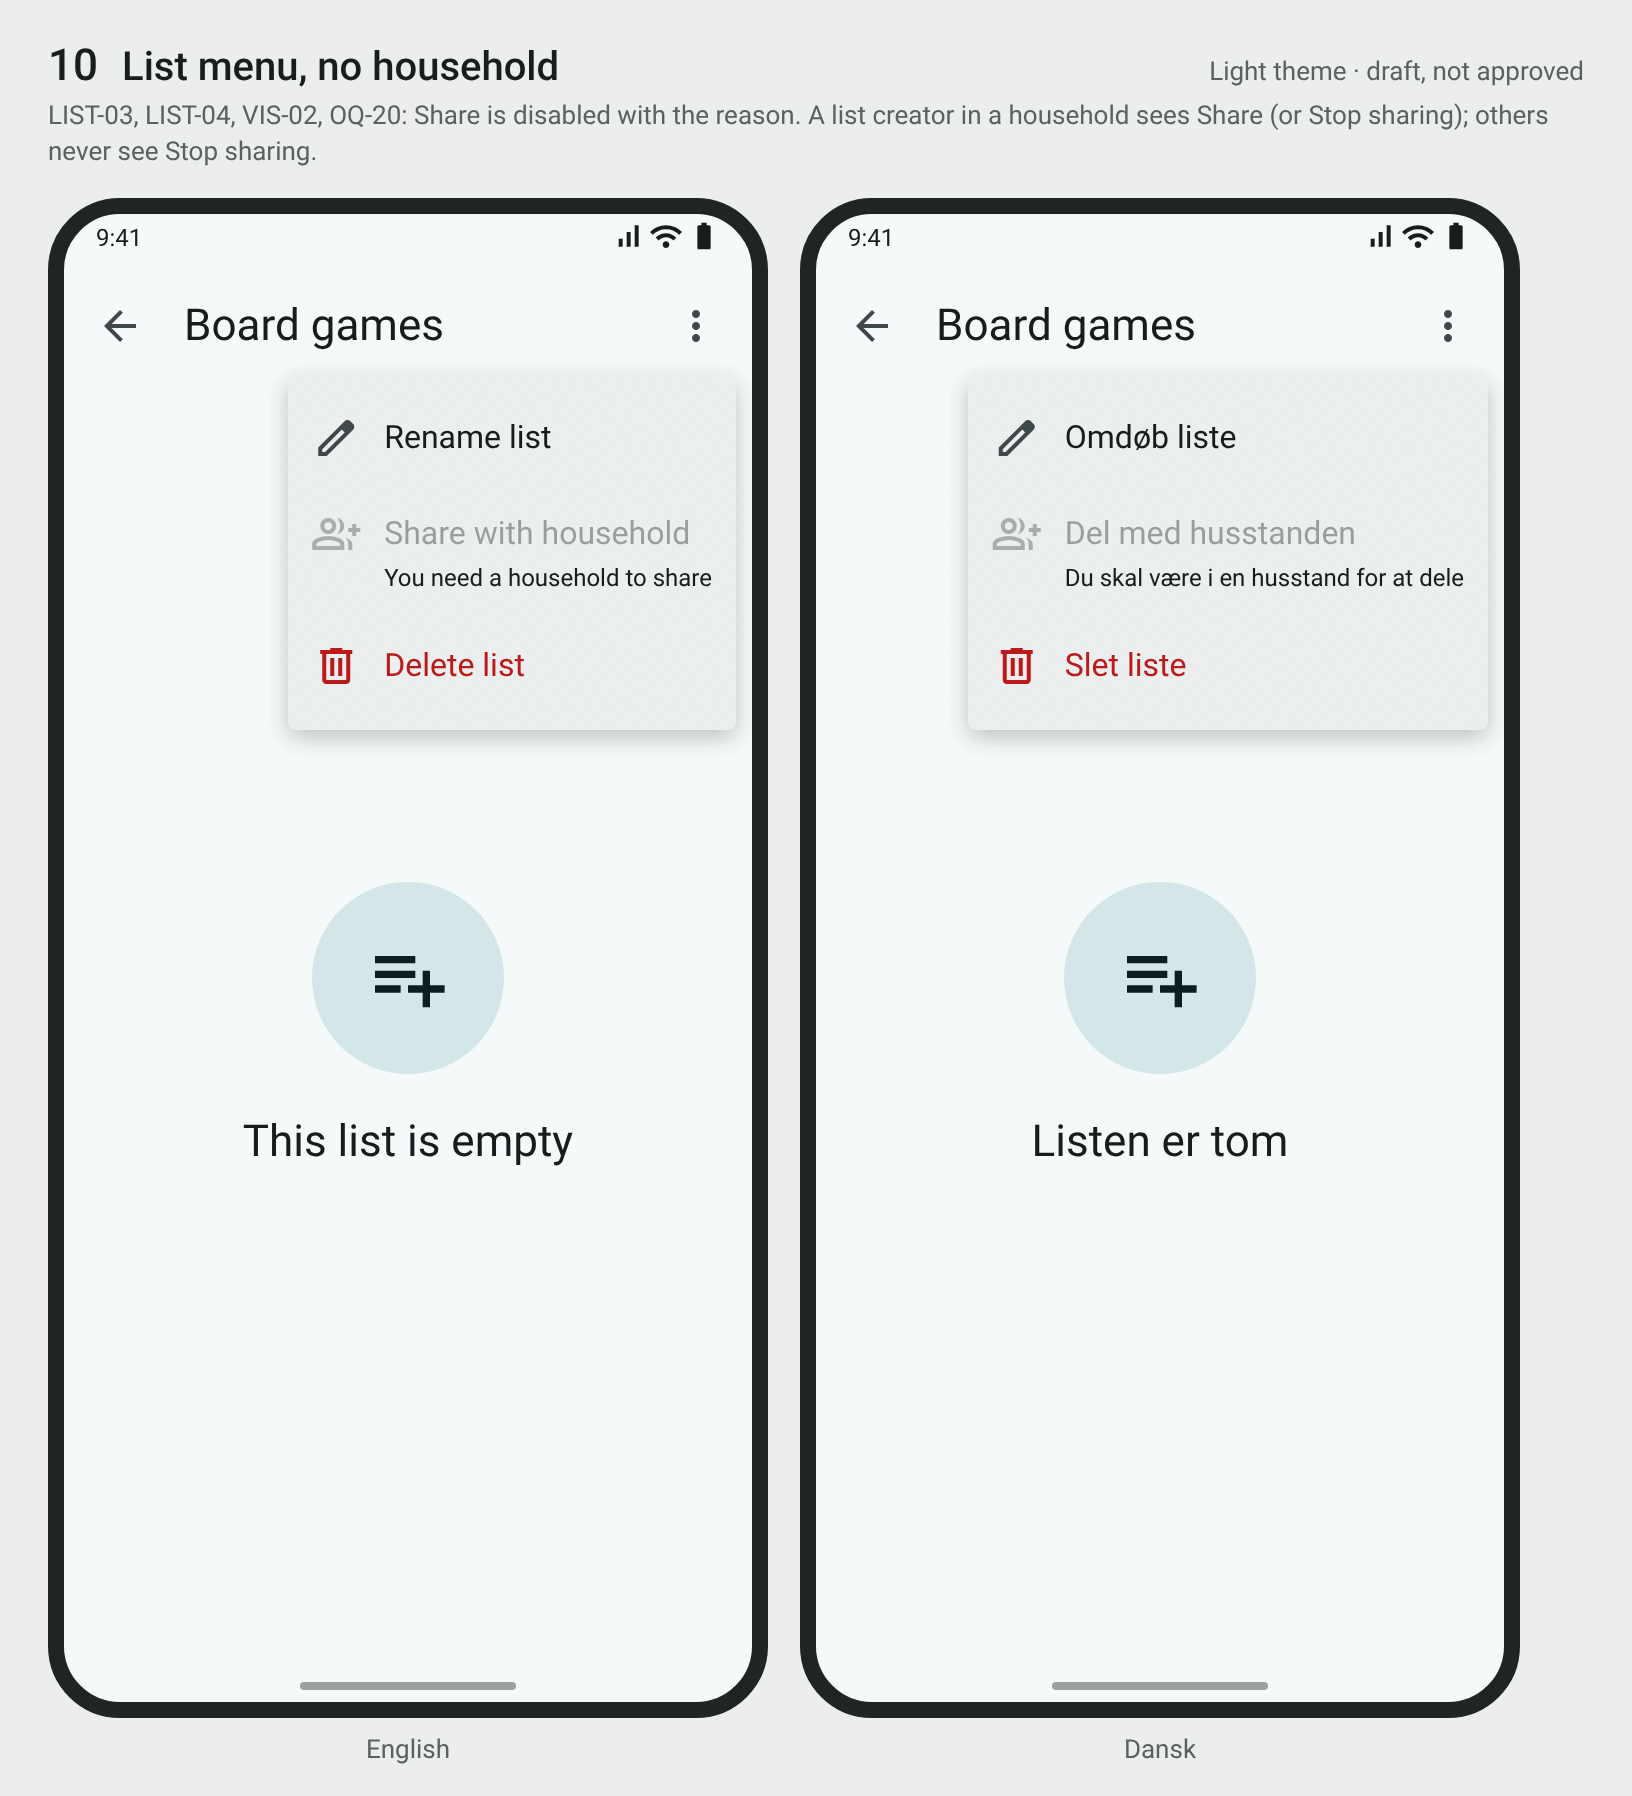 10 List menu, no household
Light theme · draft, not approved
LIST-03, LIST-04, VIS-02, OQ-20: Share is disabled with the reason. A list creator in a household sees Share (or Stop sharing); others
never see Stop sharing.
9:41
Board games
Rename list
Share with household
You need a household to share
Delete list
This list is empty
English
9:41
Board games
Omdøb liste
Del med husstanden
Du skal være i en husstand for at dele
Slet liste
Listen er tom
Dansk